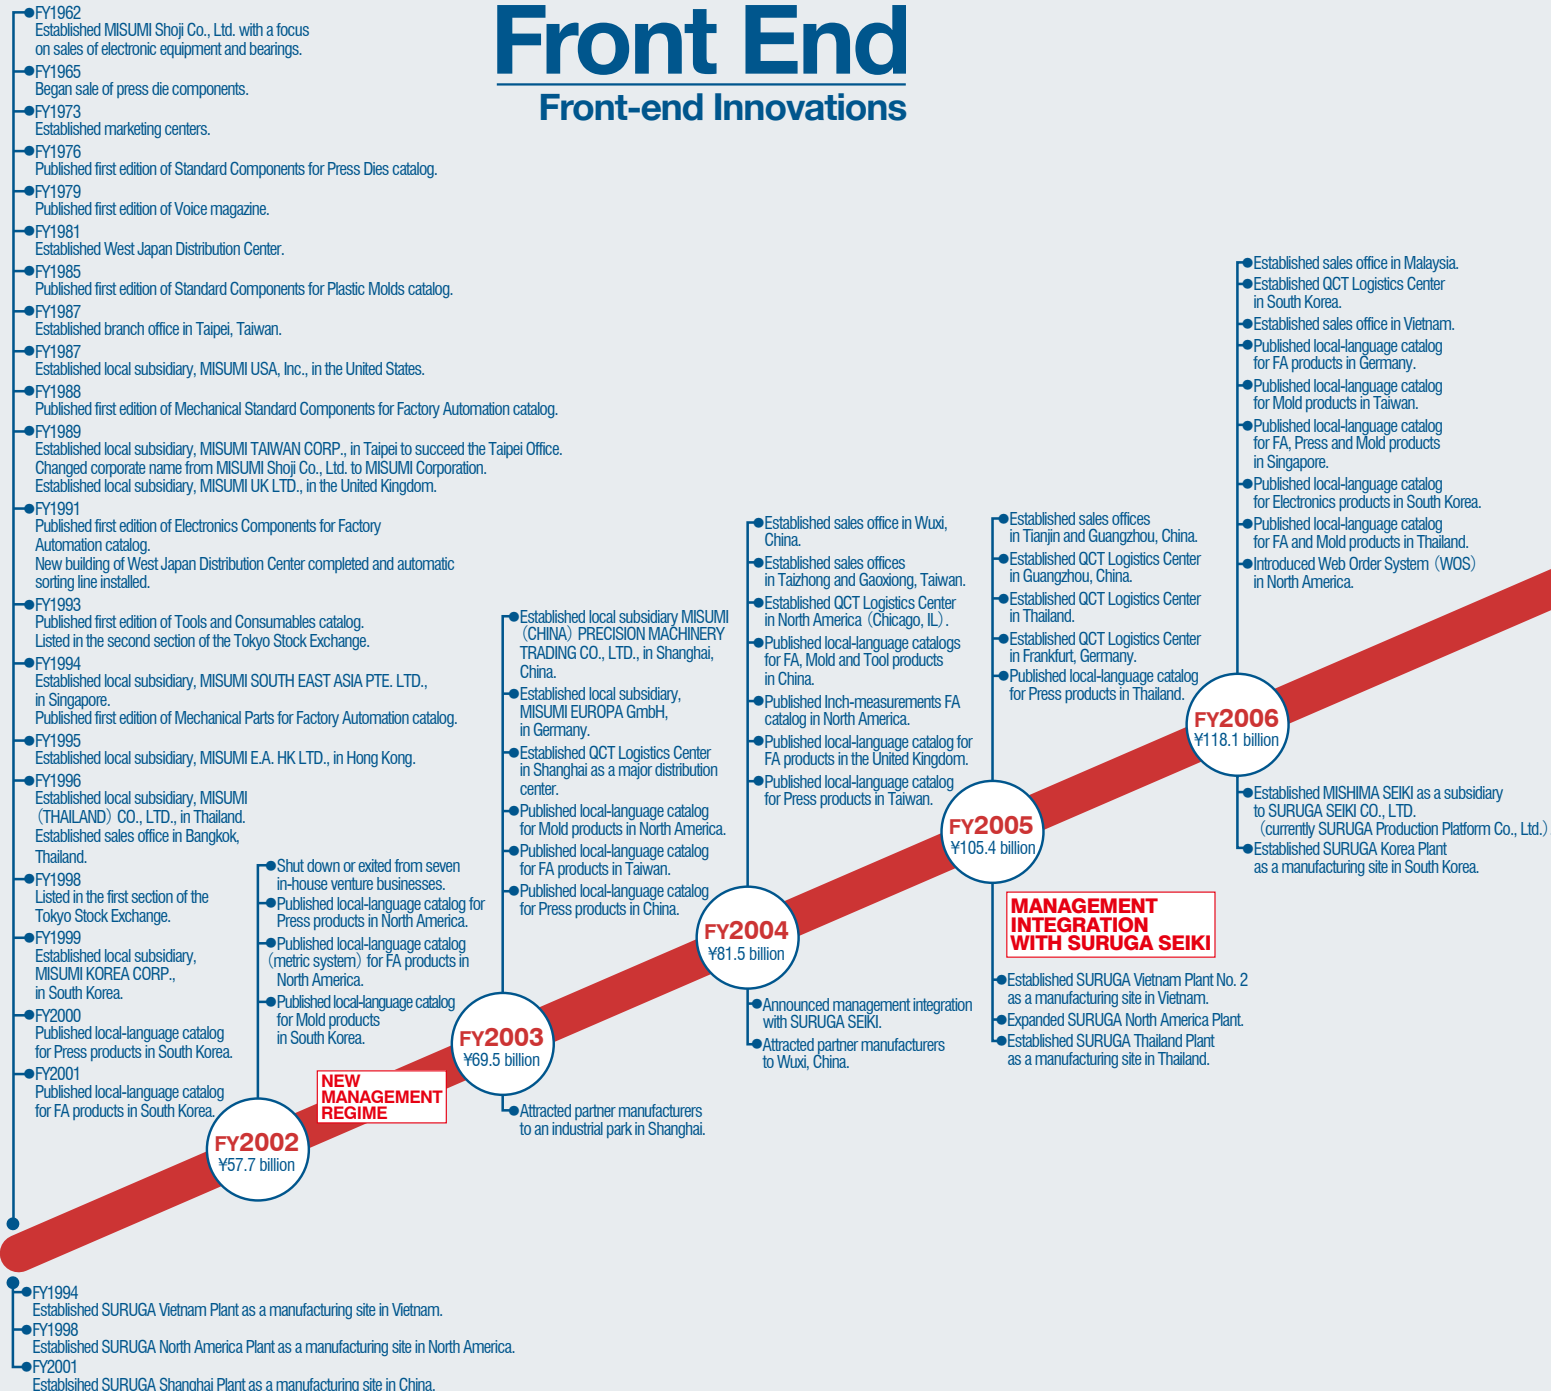 Front End
Front-end Innovations
FY1962
Established MISUMI Shoji Co., Ltd. with a focus
on sales of electronic equipment and bearings.
FY1965
Began sale of press die components.
FY1973
Established marketing centers.
FY1976
Published first edition of Standard Components for Press Dies catalog.
FY1979
Published first edition of Voice magazine.
FY1981
Established West Japan Distribution Center.
FY1985
Published first edition of Standard Components for Plastic Molds catalog.
FY1987
Established branch office in Taipei, Taiwan.
FY1987
Established local subsidiary, MISUMI USA, Inc., in the United States.
FY1988
Published first edition of Mechanical Standard Components for Factory Automation catalog.
FY1989
Established local subsidiary, MISUMI TAIWAN CORP., in Taipei to succeed the Taipei Office.
Changed corporate name from MISUMI Shoji Co., Ltd. to MISUMI Corporation.
Established local subsidiary, MISUMI UK LTD., in the United Kingdom.
FY1991
Published first edition of Electronics Components for Factory
Automation catalog.
New building of West Japan Distribution Center completed and automatic
sorting line installed.
FY1993
Published first edition of Tools and Consumables catalog.
Listed in the second section of the Tokyo Stock Exchange.
FY1994
Established local subsidiary, MISUMI SOUTH EAST ASIA PTE. LTD.,
in Singapore.
Published first edition of Mechanical Parts for Factory Automation catalog.
FY1995
Established local subsidiary, MISUMI E.A. HK LTD., in Hong Kong.
FY1996
Established local subsidiary, MISUMI
（THAILAND） CO., LTD., in Thailand.
Established sales office in Bangkok,
Thailand.
FY1998
Listed in the first section of the
Tokyo Stock Exchange.
FY1999
Established local subsidiary,
MISUMI KOREA CORP.,
in South Korea.
FY2000
Published local-language catalog
for Press products in South Korea.
FY2001
Published local-language catalog
for FA products in South Korea.
Shut down or exited from seven
in-house venture businesses.
Published local-language catalog for
Press products in North America.
Published local-language catalog
（metric system） for FA products in
North America.
Published local-language catalog
for Mold products
in South Korea.
FY2002
¥57.7 billion
NEW
MANAGEMENT
REGIME
Established local subsidiary MISUMI
（CHINA） PRECISION MACHINERY
TRADING CO., LTD., in Shanghai,
China.
Established local subsidiary,
MISUMI EUROPA GmbH,
in Germany.
Established QCT Logistics Center
in Shanghai as a major distribution
center.
Published local-language catalog
for Mold products in North America.
Published local-language catalog
for FA products in Taiwan.
Published local-language catalog
for Press products in China.
FY2003
¥69.5 billion
Attracted partner manufacturers
to an industrial park in Shanghai.
Established sales office in Wuxi,
China.
Established sales offices
in Taizhong and Gaoxiong, Taiwan.
Established QCT Logistics Center
in North America （Chicago, IL）.
Published local-language catalogs
for FA, Mold and Tool products
in China.
Published Inch-measurements FA
catalog in North America.
Published local-language catalog for
FA products in the United Kingdom.
Published local-language catalog
for Press products in Taiwan.
FY2004
¥81.5 billion
Announced management integration
with SURUGA SEIKI.
Attracted partner manufacturers
to Wuxi, China.
Established sales offices
in Tianjin and Guangzhou, China.
Established QCT Logistics Center
in Guangzhou, China.
Established QCT Logistics Center
in Thailand.
Established QCT Logistics Center
in Frankfurt, Germany.
Published local-language catalog
for Press products in Thailand.
FY2005
¥105.4 billion
MANAGEMENT
INTEGRATION
WITH SURUGA SEIKI
Established SURUGA Vietnam Plant No. 2
as a manufacturing site in Vietnam.
Expanded SURUGA North America Plant.
Established SURUGA Thailand Plant
as a manufacturing site in Thailand.
Established sales office in Malaysia.
Established QCT Logistics Center
in South Korea.
Established sales office in Vietnam.
Published local-language catalog
for FA products in Germany.
Published local-language catalog
for Mold products in Taiwan.
Published local-language catalog
for FA, Press and Mold products
in Singapore.
Published local-language catalog
for Electronics products in South Korea.
Published local-language catalog
for FA and Mold products in Thailand.
Introduced Web Order System （WOS）
in North America.
FY2006
¥118.1 billion
Established MISHIMA SEIKI as a subsidiary
to SURUGA SEIKI CO., LTD.
（currently SURUGA Production Platform Co., Ltd.）
Established SURUGA Korea Plant
as a manufacturing site in South Korea.
FY1994
Established SURUGA Vietnam Plant as a manufacturing site in Vietnam.
FY1998
Established SURUGA North America Plant as a manufacturing site in North America.
FY2001
Establsihed SURUGA Shanghai Plant as a manufacturing site in China.